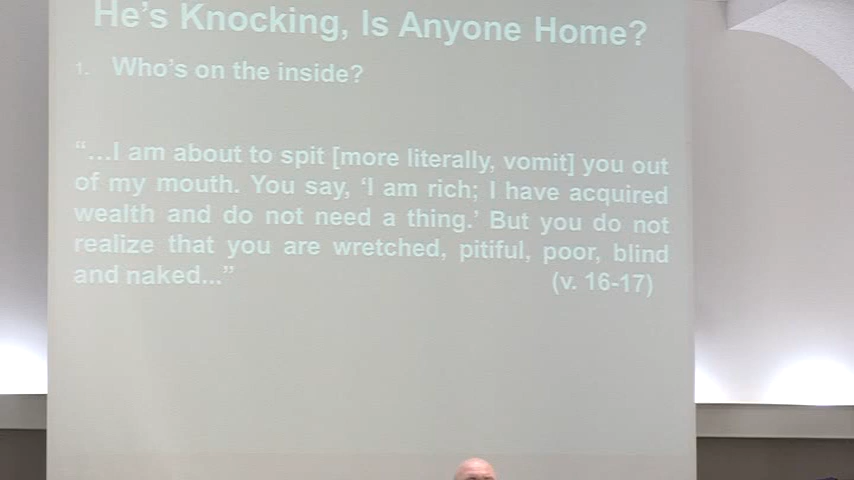 He's Knocking, Is Anyone Home?
1. Who's on the inside?
“...I am about to spit [more literally, vomit] you out
of my mouth. You say, ‘I am rich; I have acquired
wealth and do not need a thing.’ But you do not
realize that you are wretched, pitiful, poor, blind
and naked...” (v. 16-17)